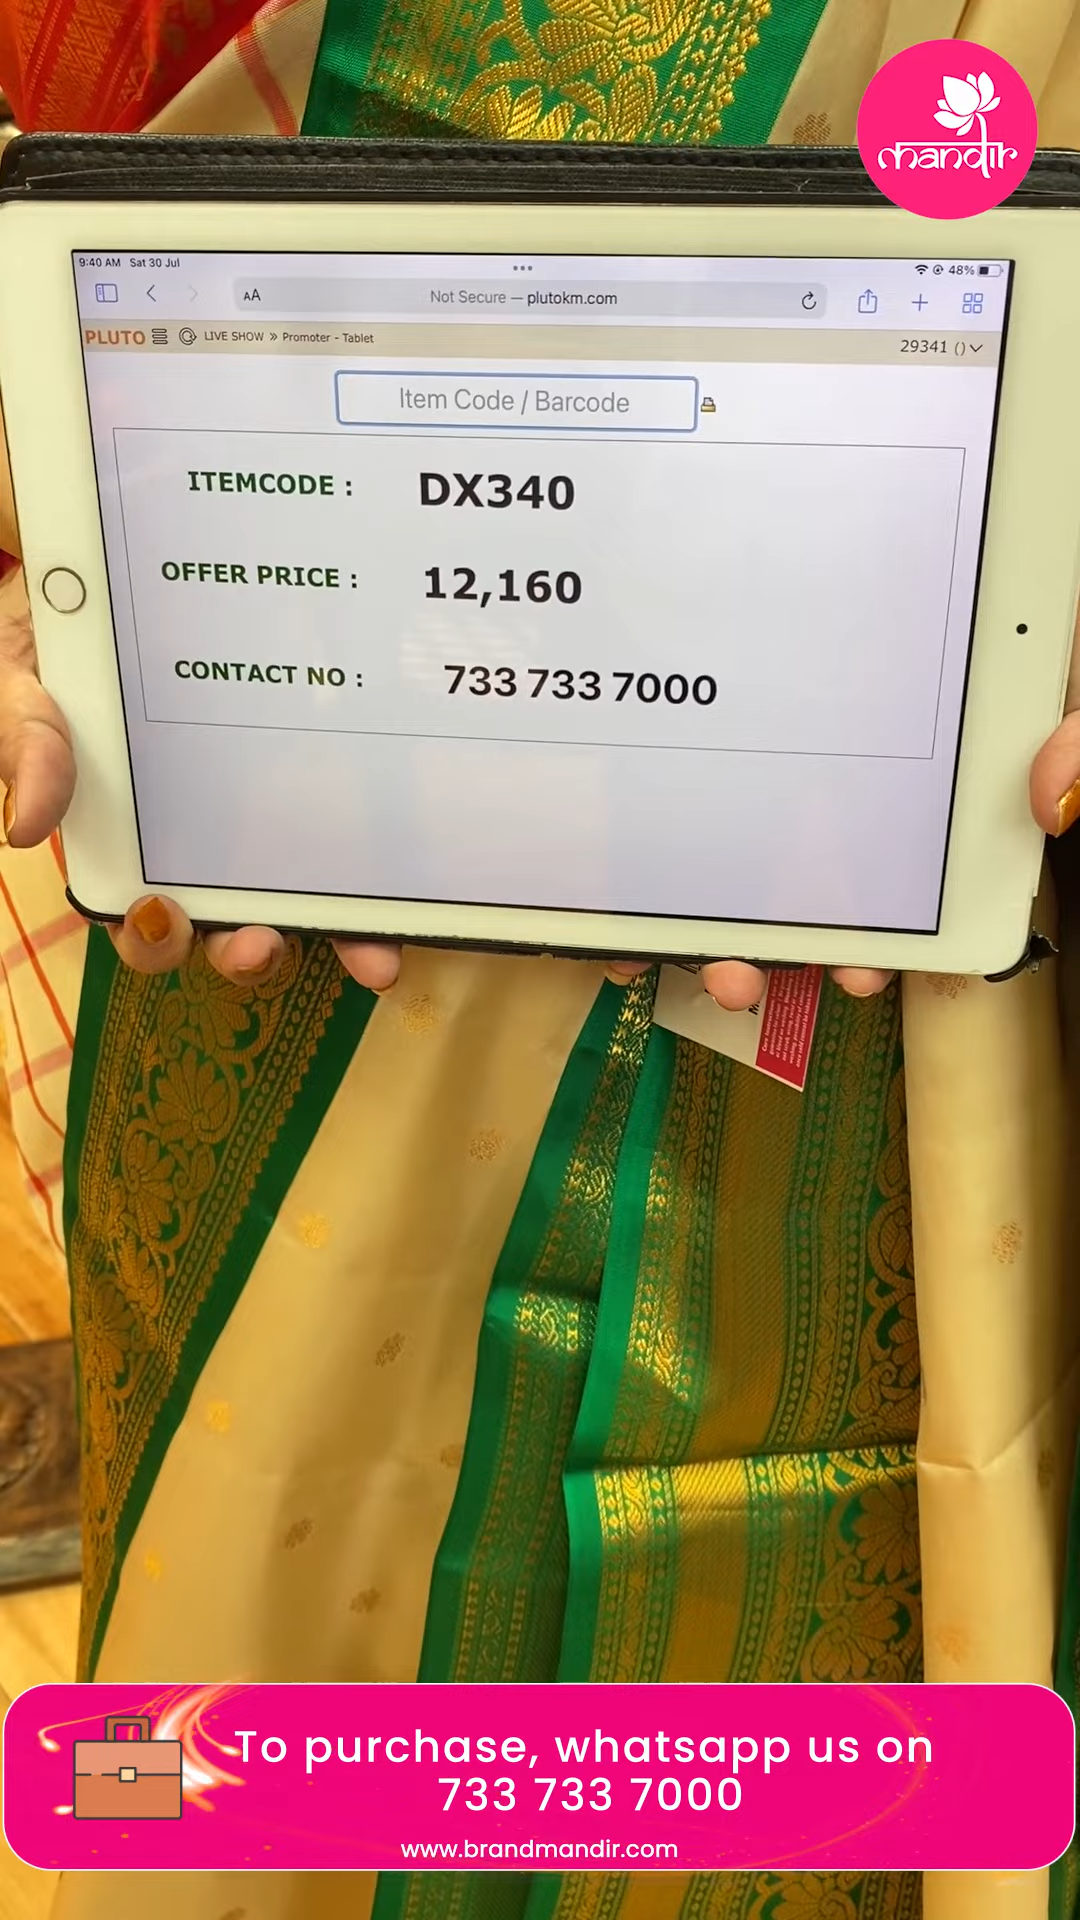 mandir
9:40 AM Sat 30 Jul
48%
AA
Not Secure — plutokm.com
PLUTO
LIVE SHOW » Promoter - Tablet
29341 ()
Item Code / Barcode
ITEMCODE : DX340
OFFER PRICE : 12,160
CONTACT NO : 733 733 7000
To purchase, whatsapp us on
733 733 7000
www.brandmandir.com